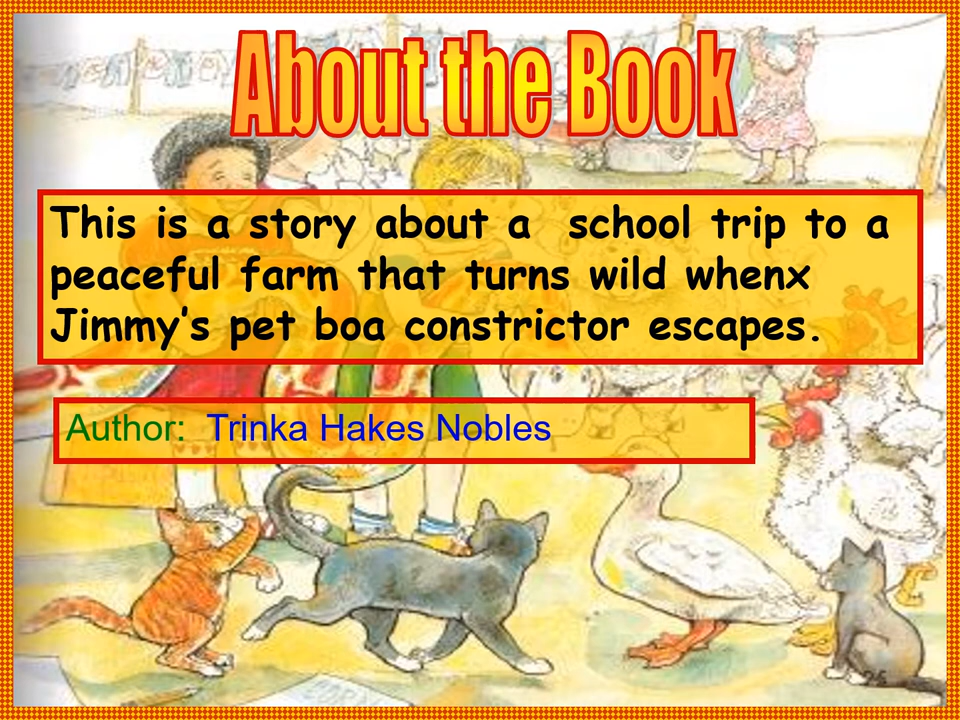 About the Book
This is a story about a  school trip to a
peaceful farm that turns wild whenx
Jimmy’s pet boa constrictor escapes.
Author:  Trinka Hakes Nobles